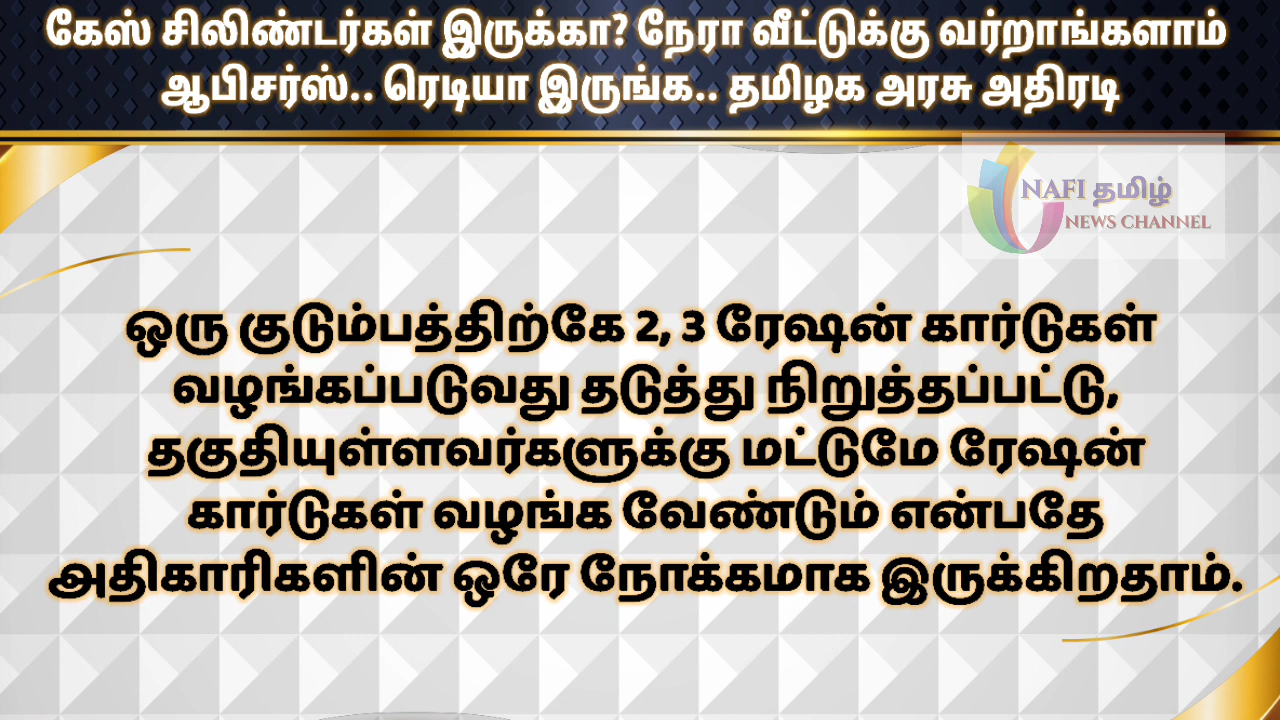 கேஸ் சிலிண்டர்கள் இருக்கா? நேரா வீட்டுக்கு வர்றாங்களாம்
ஆபிசர்ஸ்.. ரெடியா இருங்க.. தமிழக அரசு அதிரடி
NAFI தமிழ்
NEWS CHANNEL
ஒரு குடும்பத்திற்கே 2, 3 ரேஷன் கார்டுகள்
வழங்கப்படுவது தடுத்து நிறுத்தப்பட்டு,
தகுதியுள்ளவர்களுக்கு மட்டுமே ரேஷன்
கார்டுகள் வழங்க வேண்டும் என்பதே
அதிகாரிகளின் ஒரே நோக்கமாக இருக்கிறதாம்.